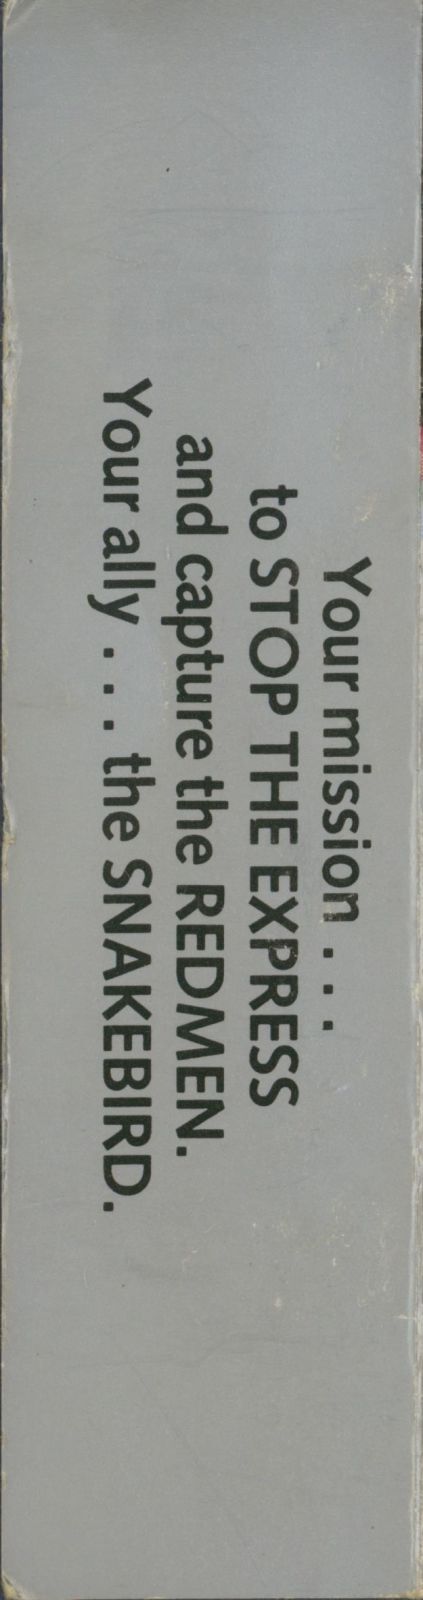 Your mission . . .
to STOP THE EXPRESS
and capture the REDMEN.
Your ally . . . the SNAKEBIRD.